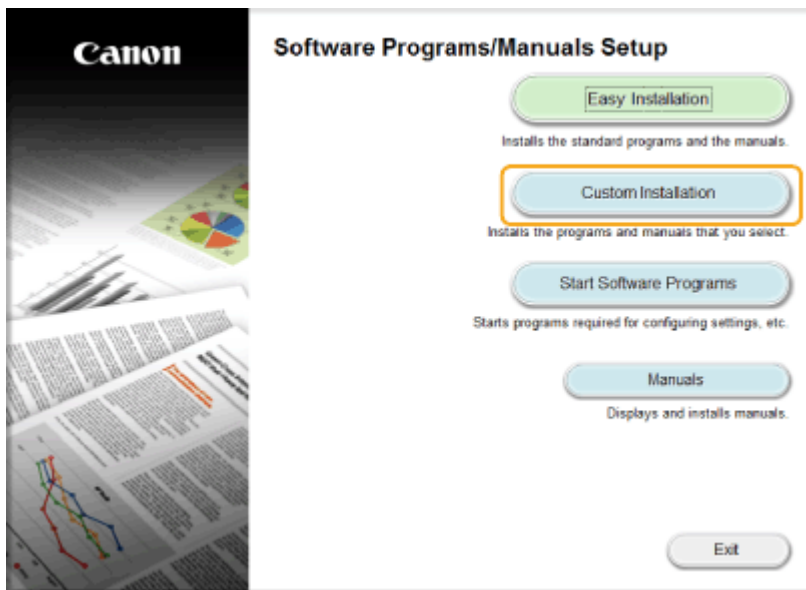 Canon
Software Programs/Manuals Setup
Easy Installation
Installs the standard programs and the manuals.
Custom Installation
Installs the programs and manuals that you select.
Start Software Programs
Starts programs required for configuring settings, etc.
Manuals
Displays and installs manuals.
Exit